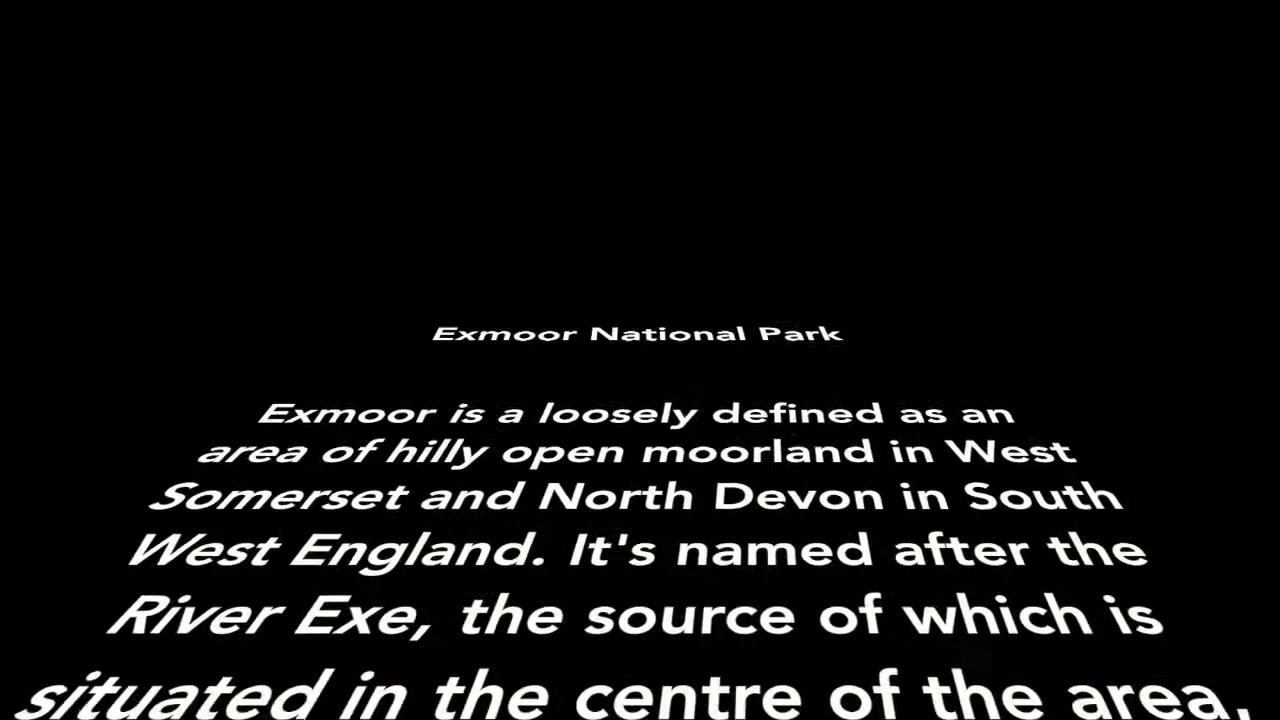 Exmoor National Park
Exmoor is a loosely defined as an
area of hilly open moorland in West
Somerset and North Devon in South
West England. It's named after the
River Exe, the source of which is
situated in the centre of the area,